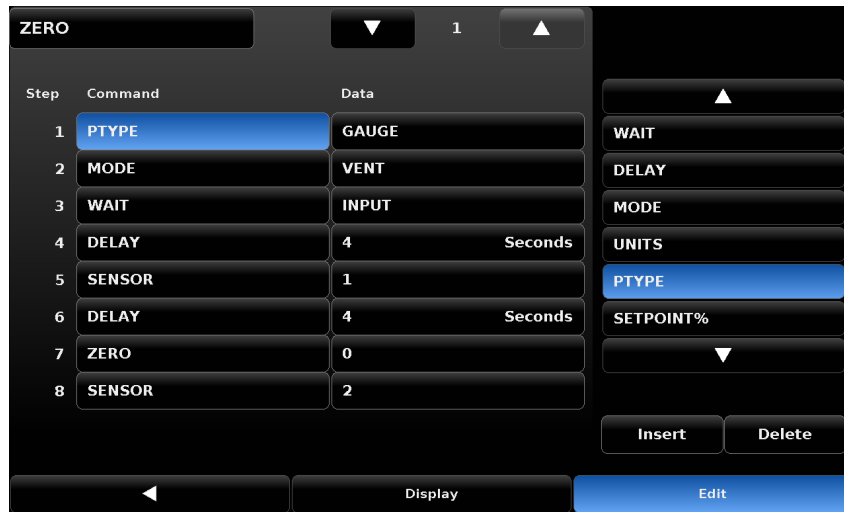 ZERO 1
Step Command Data
1 PTYPE GAUGE
2 MODE VENT
3 WAIT INPUT
4 DELAY 4 Seconds
5 SENSOR 1
6 DELAY 4 Seconds
7 ZERO 0
8 SENSOR 2
WAIT
DELAY
MODE
UNITS
PTYPE
SETPOINT%
Insert Delete
Display Edit